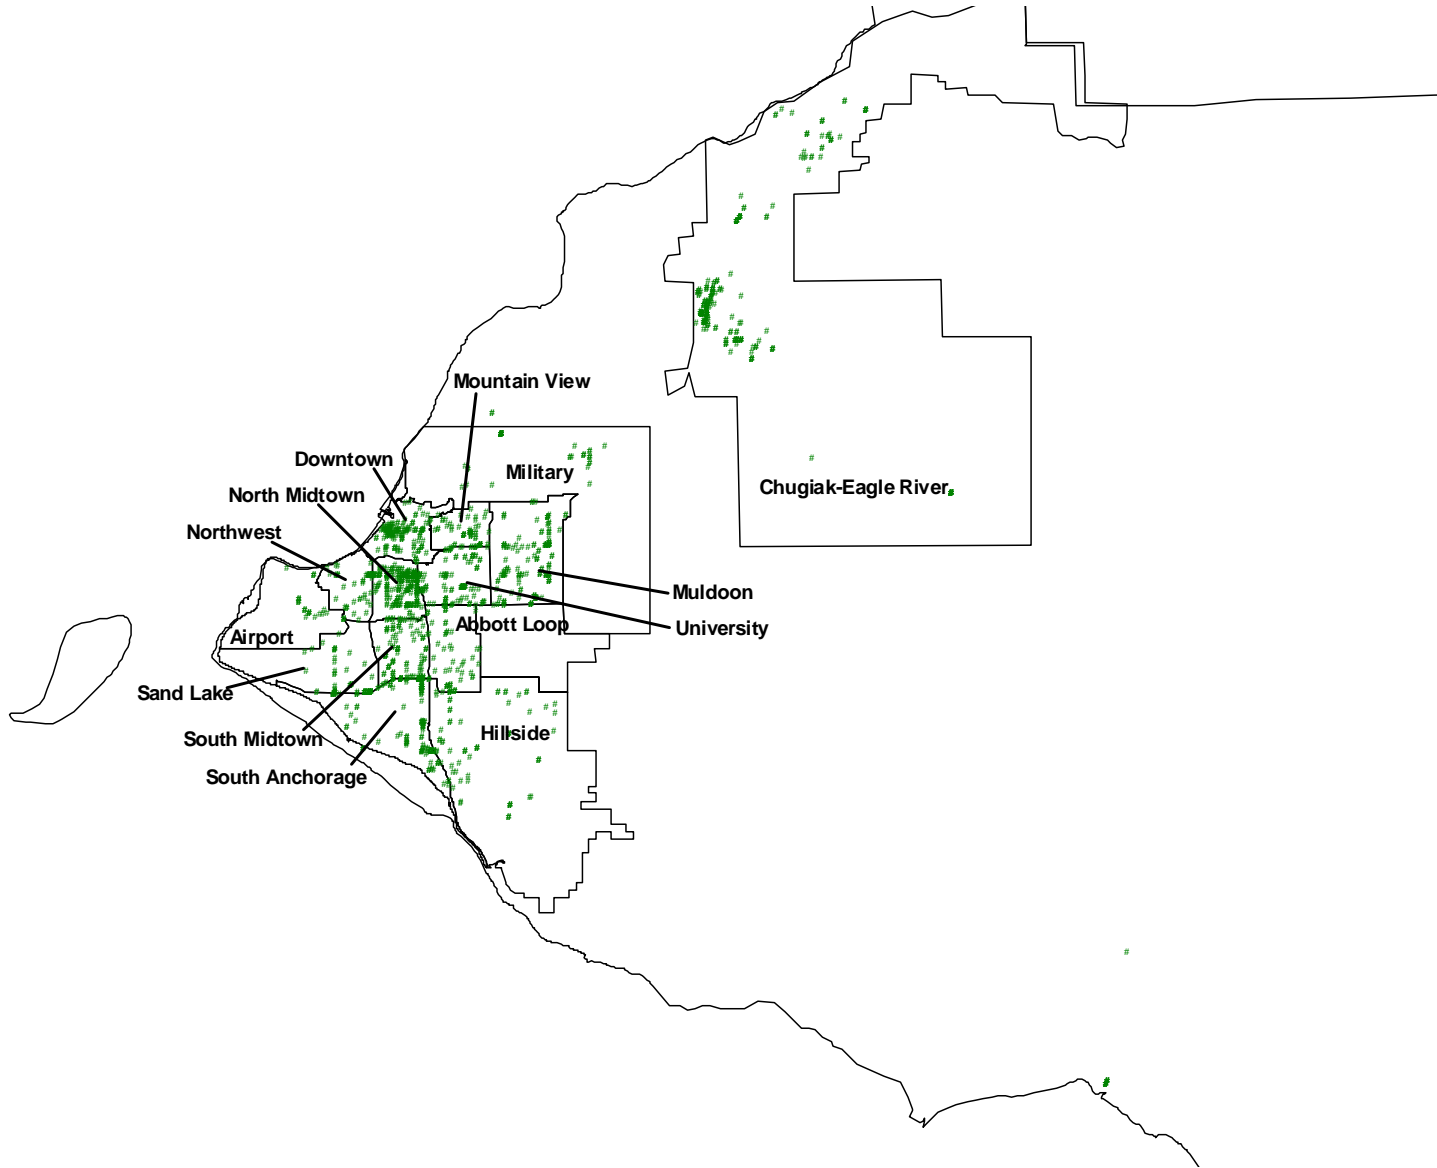 Mountain View
Downtown
Military
North Midtown
Chugiak-Eagle River
Northwest
Muldoon
University
Abbott Loop
Airport
Sand Lake
South Midtown
Hillside
South Anchorage